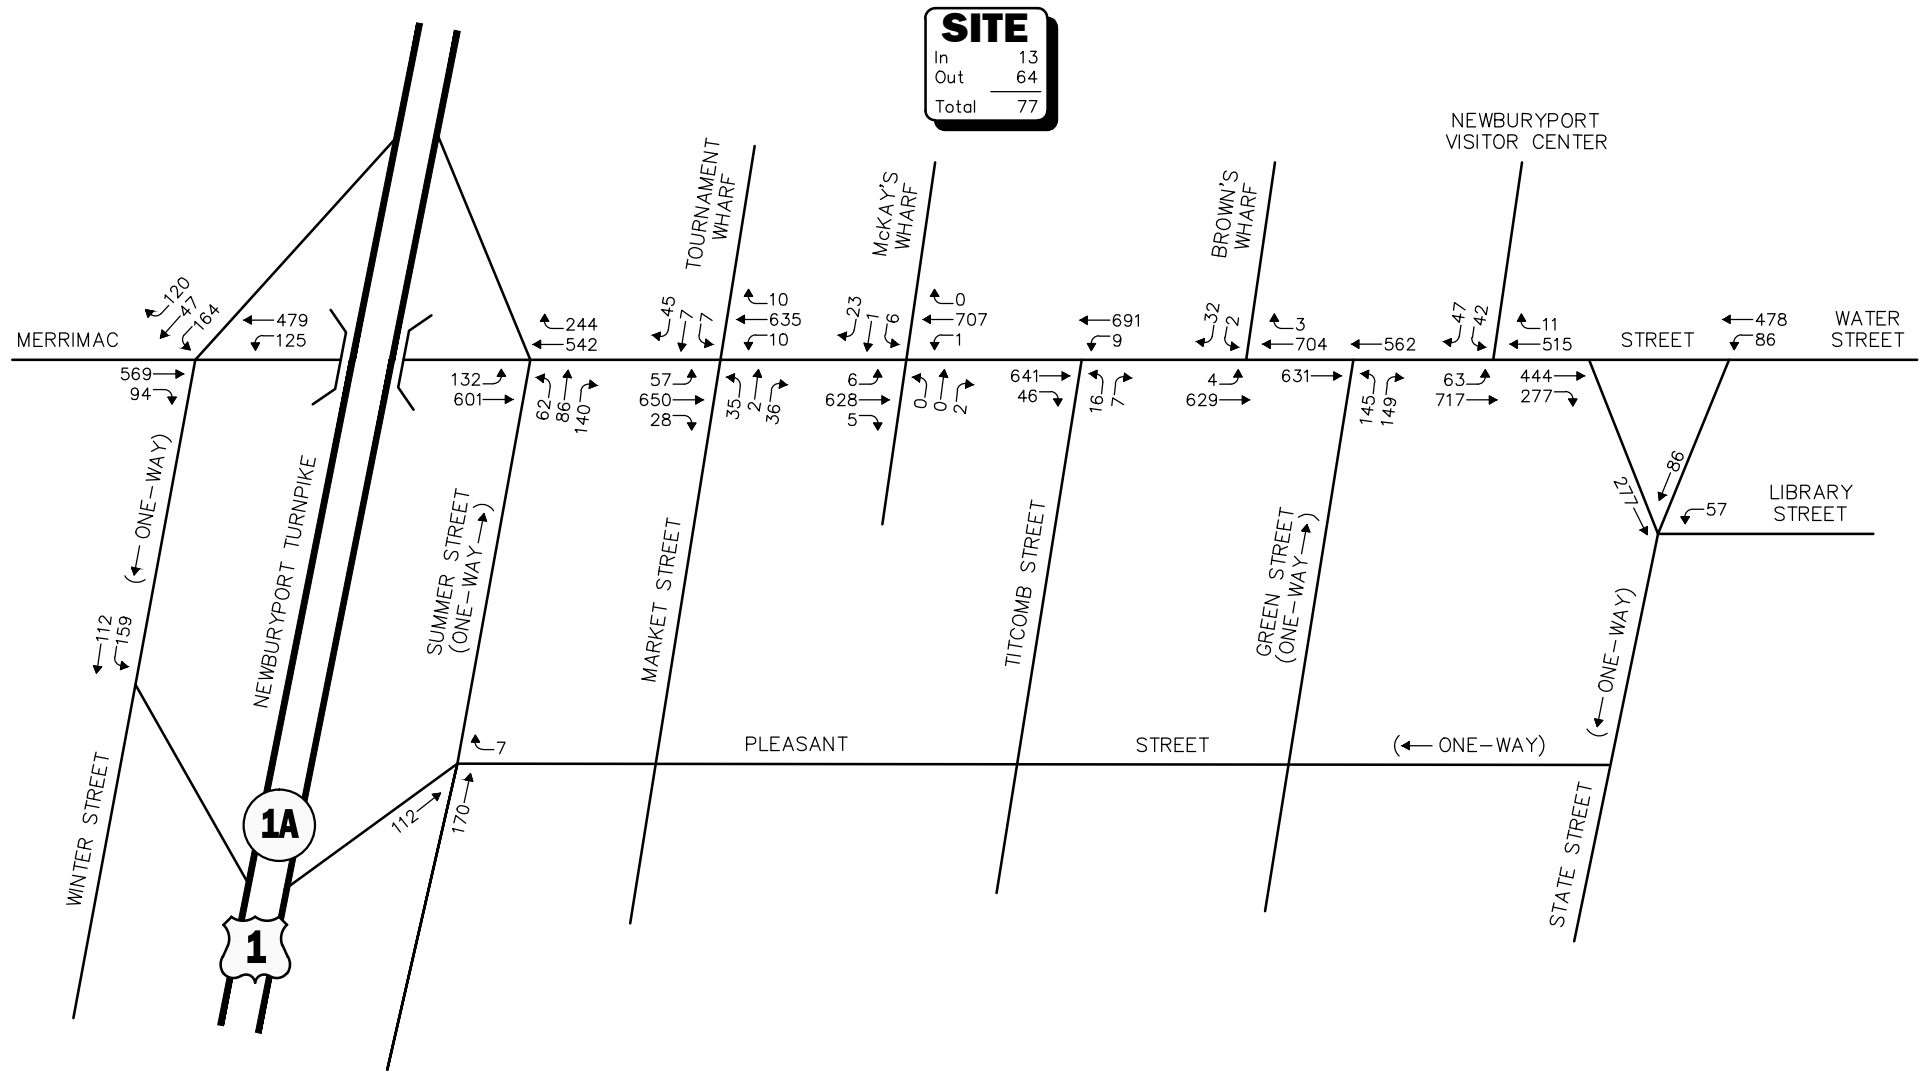 SITE
In 13
Out 64
Total 77
NEWBURYPORT
VISITOR CENTER
TOURNAMENT
WHARF
McKAY'S
WHARF
BROWN'S
WHARF
MERRIMAC
STREET
WATER
STREET
120
47
164
479
125
569
94
244
542
132
601
62
86
140
45
7
7
10
635
10
57
650
28
35
2
36
23
1
6
0
707
1
6
628
5
0
0
2
691
9
641
46
16
7
32
2
3
704
4
629
562
631
145
149
47
42
11
515
63
717
444
277
478
86
277
86
57
LIBRARY
STREET
(← ONE-WAY)
NEWBURYPORT TURNPIKE
SUMMER STREET
(ONE-WAY→)
MARKET STREET
TITCOMB STREET
GREEN STREET
(ONE-WAY→)
(← ONE-WAY)
112
159
7
PLEASANT
STREET
(← ONE-WAY)
112
170
WINTER STREET
STATE STREET
1A
1